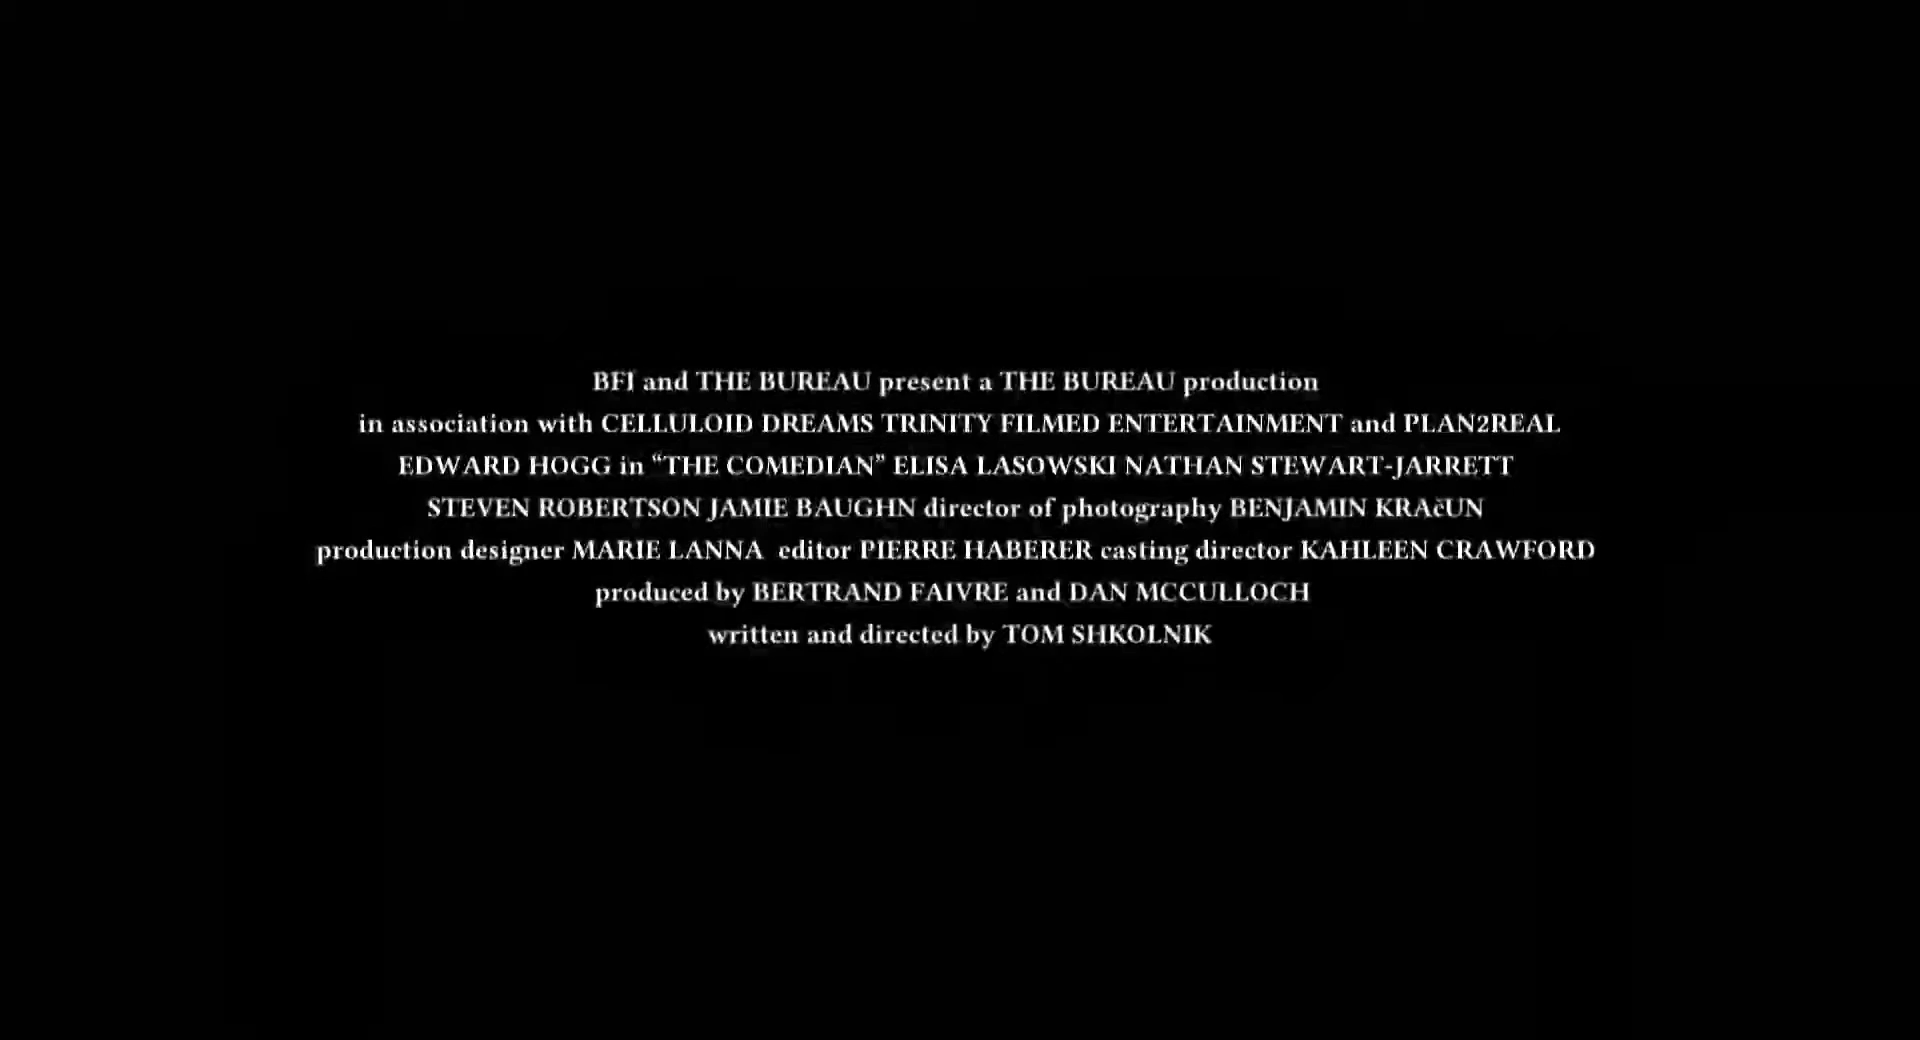 BFI and THE BUREAU present a THE BUREAU production
in association with CELLULOID DREAMS TRINITY FILMED ENTERTAINMENT and PLAN2REAL
EDWARD HOGG in “THE COMEDIAN” ELISA LASOWSKI NATHAN STEWART-JARRETT
STEVEN ROBERTSON JAMIE BAUGHN director of photography BENJAMIN KRAčUN
production designer MARIE LANNA editor PIERRE HABERER casting director KAHLEEN CRAWFORD
produced by BERTRAND FAIVRE and DAN MCCULLOCH
written and directed by TOM SHKOLNIK